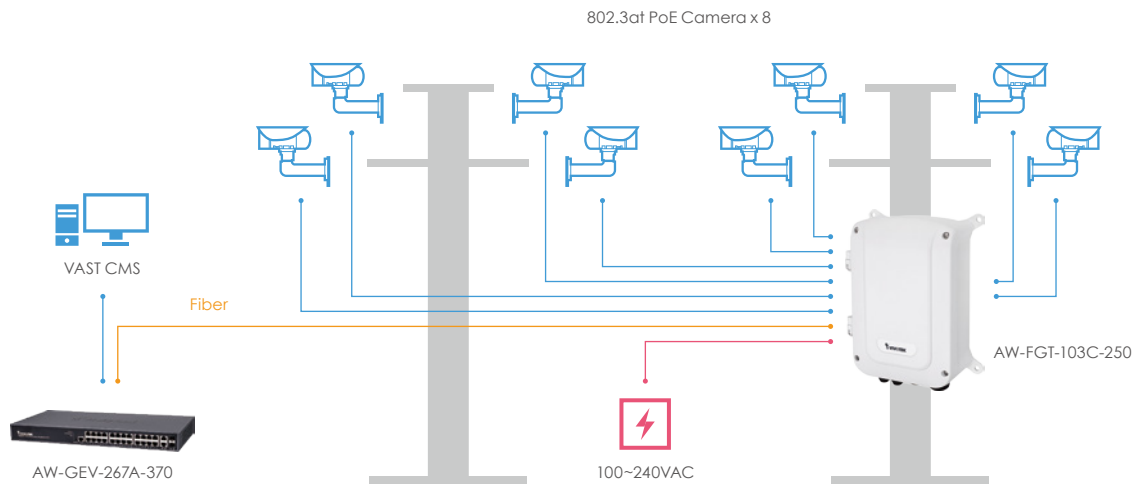 802.3at PoE Camera x 8
VAST CMS
Fiber
AW-FGT-103C-250
AW-GEV-267A-370
100~240VAC